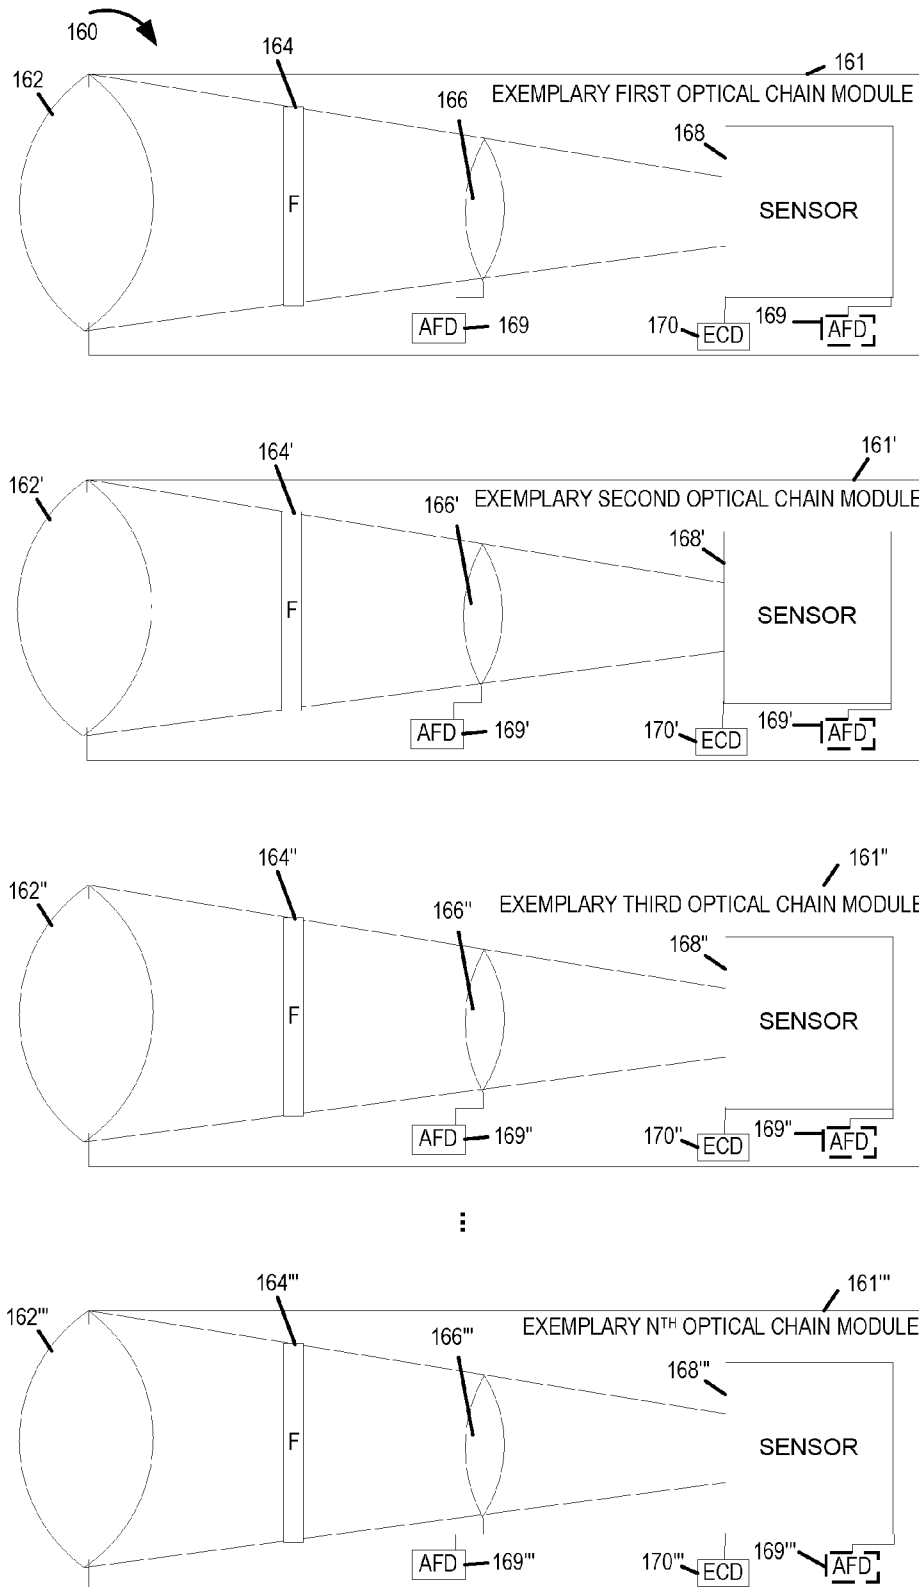 160
162
164
166
161
EXEMPLARY FIRST OPTICAL CHAIN MODULE
168
F
SENSOR
AFD
169
170
ECD
169
AFD
162'
164'
166'
161'
EXEMPLARY SECOND OPTICAL CHAIN MODULE
168'
F
SENSOR
AFD
169'
170'
ECD
169'
AFD
162"
164"
166"
161"
EXEMPLARY THIRD OPTICAL CHAIN MODULE
168"
F
SENSOR
AFD
169"
170"
ECD
169"
AFD
...
162'''
164'''
166'''
161'''
EXEMPLARY NTH OPTICAL CHAIN MODULE
168'''
F
SENSOR
AFD
169'''
170'''
ECD
169'''
AFD